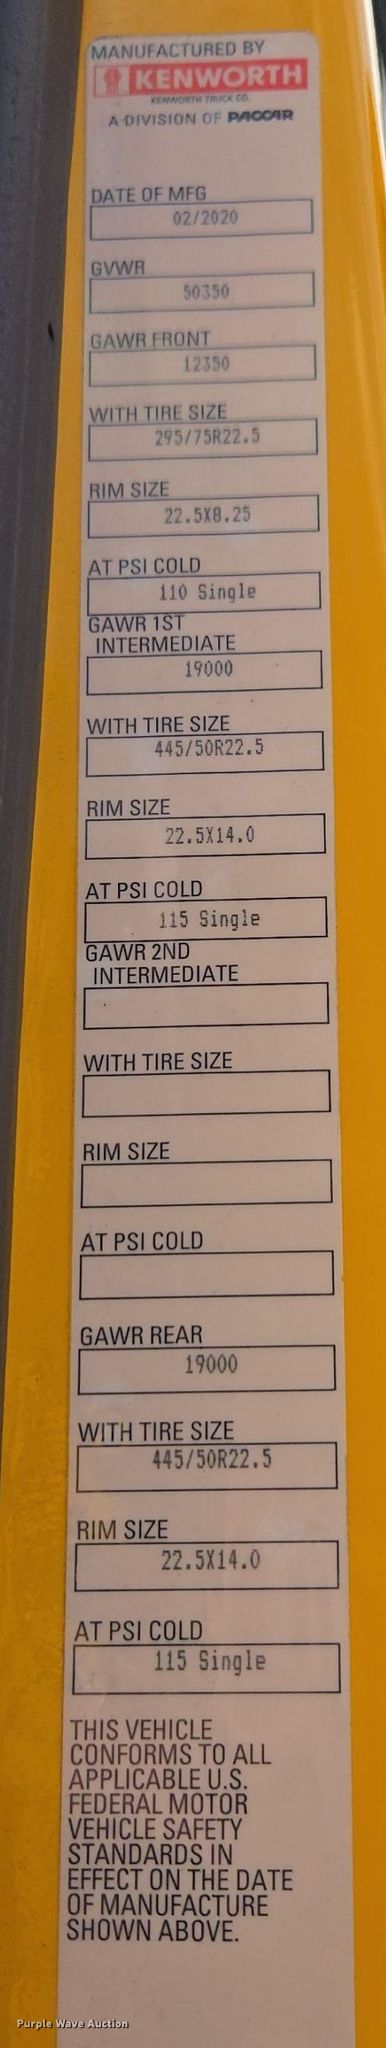 MANUFACTURED BY
KENWORTH
KENWORTH TRUCK CO.
A DIVISION OF PACCAR
DATE OF MFG
02/2020
GVWR
50350
GAWR FRONT
12350
WITH TIRE SIZE
295/75R22.5
RIM SIZE
22.5X8.25
AT PSI COLD
110 Single
GAWR 1ST
INTERMEDIATE
19000
WITH TIRE SIZE
445/50R22.5
RIM SIZE
22.5X14.0
AT PSI COLD
115 Single
GAWR 2ND
INTERMEDIATE
WITH TIRE SIZE
RIM SIZE
AT PSI COLD
GAWR REAR
19000
WITH TIRE SIZE
445/50R22.5
RIM SIZE
22.5X14.0
AT PSI COLD
115 Single
THIS VEHICLE
CONFORMS TO ALL
APPLICABLE U.S.
FEDERAL MOTOR
VEHICLE SAFETY
STANDARDS IN
EFFECT ON THE DATE
OF MANUFACTURE
SHOWN ABOVE.
Purple Wave Auction